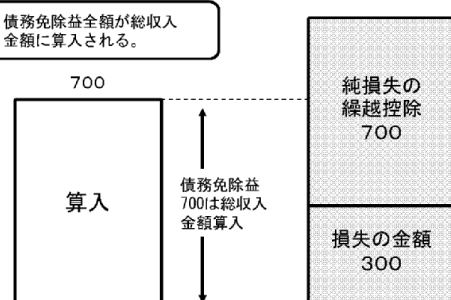 債務免除益全額が総収入
金額に算入される。
700
算入
債務免除益
700は総収入
金額算入
純損失の
繰越控除
700
損失の金額
300